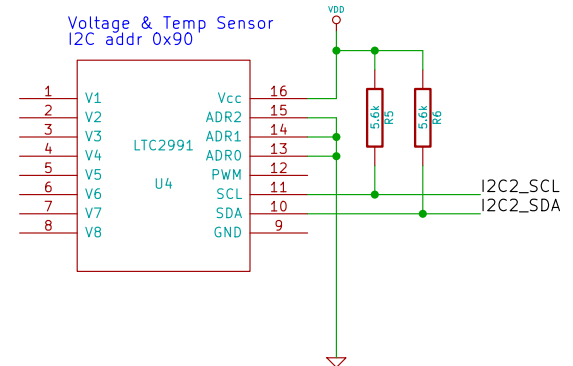 VDD
Voltage & Temp Sensor
I2C addr 0x90
1 V1 Vcc 16
2 V2 ADR2 15
3 V3 ADR1 14
4 V4 ADR0 13
5 V5 PWM 12
6 V6 SCL 11
7 V7 SDA 10
8 V8 GND 9
LTC2991
U4
5.6k
R5
5.6k
R6
I2C2_SCL
I2C2_SDA